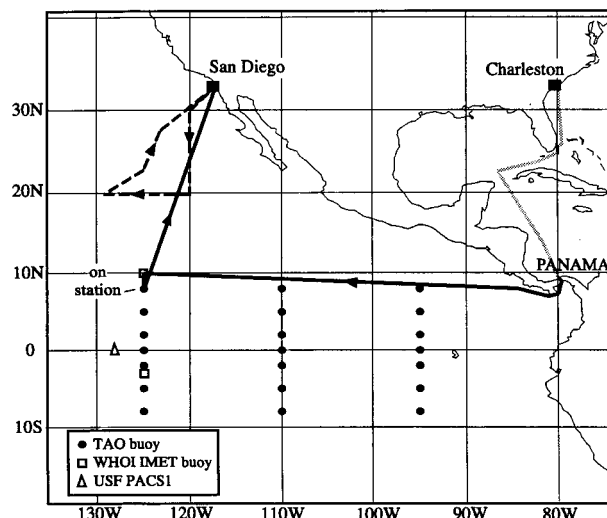 San Diego
Charleston
30N
20N
10N
PANAMA
on
station
0
10S
TAO buoy
WHOI IMET buoy
USF PACS1
130W 120W 110W 100W 90W 80W